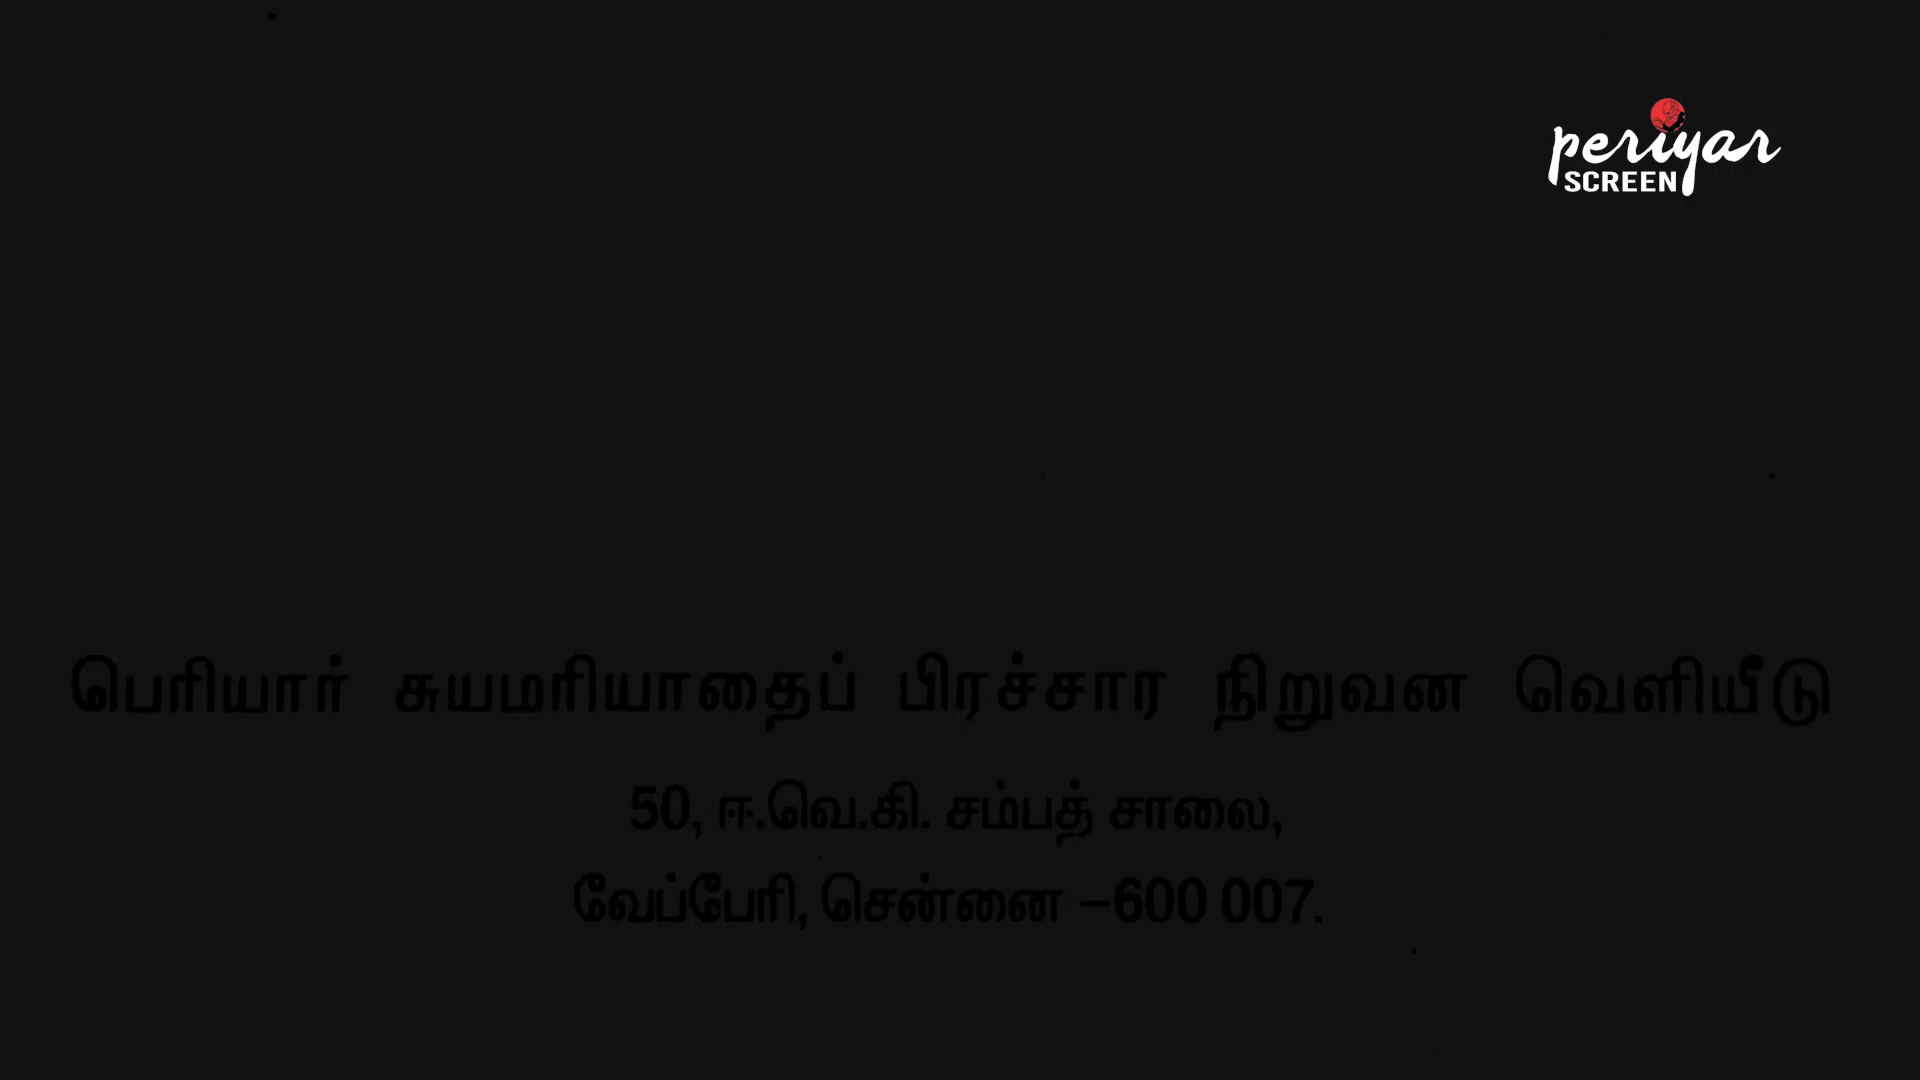 periyar
SCREEN
பெரியார் சுயமரியாதைப் பிரச்சார நிறுவன வெளியீடு
50, ஈ.வெ.கி. சம்பத் சாலை,
வேப்பேரி, சென்னை –600 007.